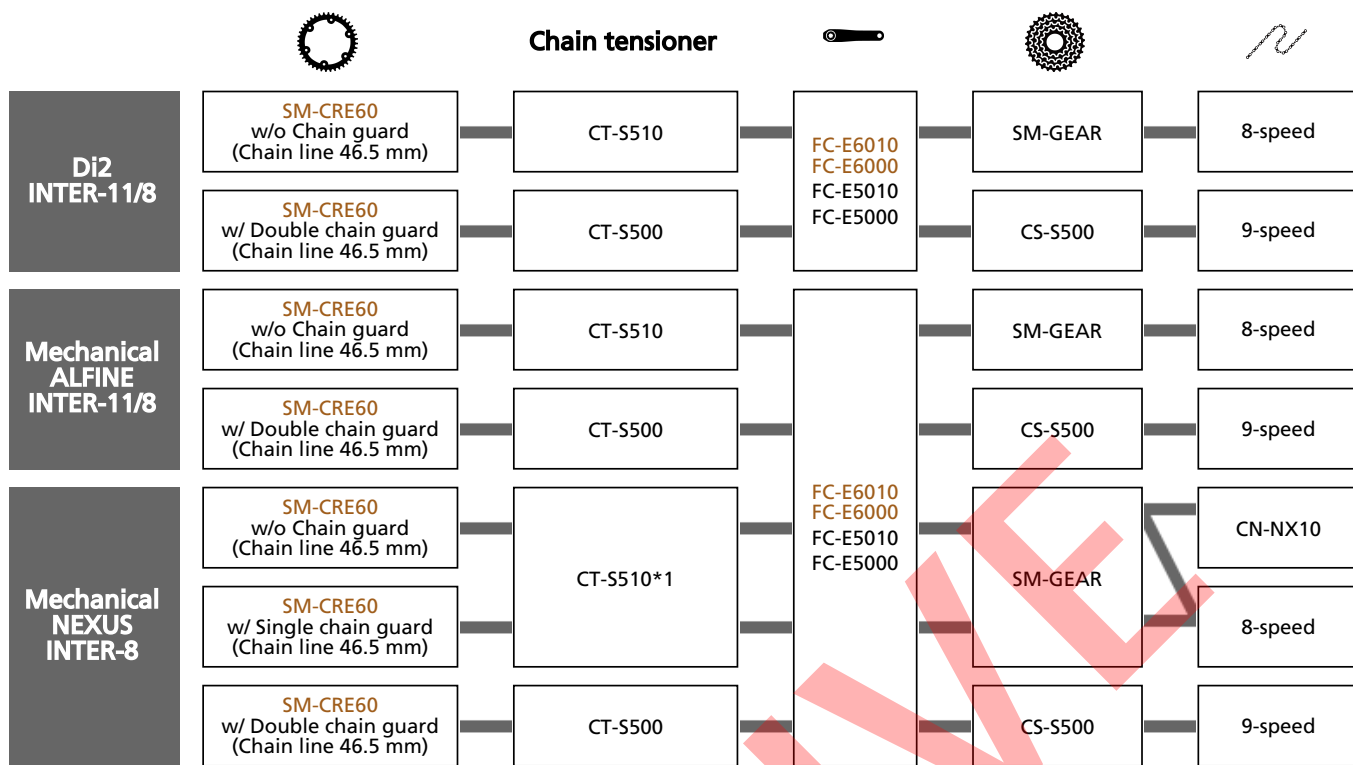 Chain tensioner
Di2
INTER-11/8
SM-CRE60
w/o Chain guard
(Chain line 46.5 mm)
CT-S510
FC-E6010
FC-E6000
FC-E5010
FC-E5000
SM-GEAR
8-speed
SM-CRE60
w/ Double chain guard
(Chain line 46.5 mm)
CT-S500
CS-S500
9-speed
Mechanical
ALFINE
INTER-11/8
SM-CRE60
w/o Chain guard
(Chain line 46.5 mm)
CT-S510
SM-GEAR
8-speed
SM-CRE60
w/ Double chain guard
(Chain line 46.5 mm)
CT-S500
CS-S500
9-speed
FC-E6010
FC-E6000
FC-E5010
FC-E5000
Mechanical
NEXUS
INTER-8
SM-CRE60
w/o Chain guard
(Chain line 46.5 mm)
CT-S510*1
SM-GEAR
CN-NX10
SM-CRE60
w/ Single chain guard
(Chain line 46.5 mm)
8-speed
SM-CRE60
w/ Double chain guard
(Chain line 46.5 mm)
CT-S500
CS-S500
9-speed